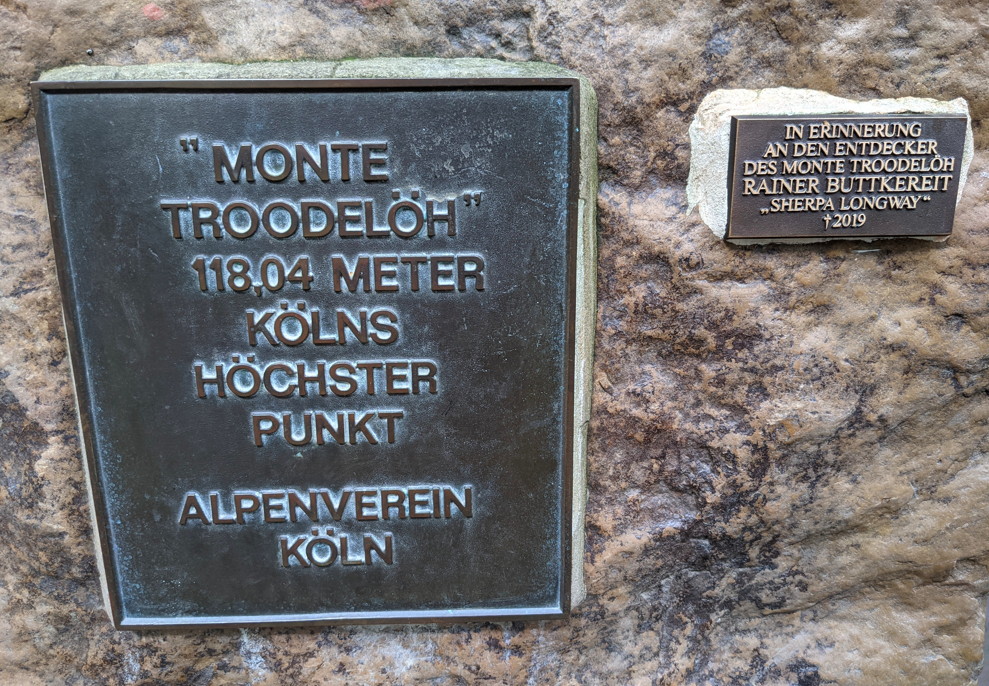 "MONTE
TROODELÖH"
118,04 METER
KÖLNS
HÖCHSTER
PUNKT
ALPENVEREIN
KÖLN
IN ERINNERUNG
AN DEN ENTDECKER
DES MONTE TROODELÖH
RAINER BUTTKEREIT
„SHERPA LONGWAY“
†2019